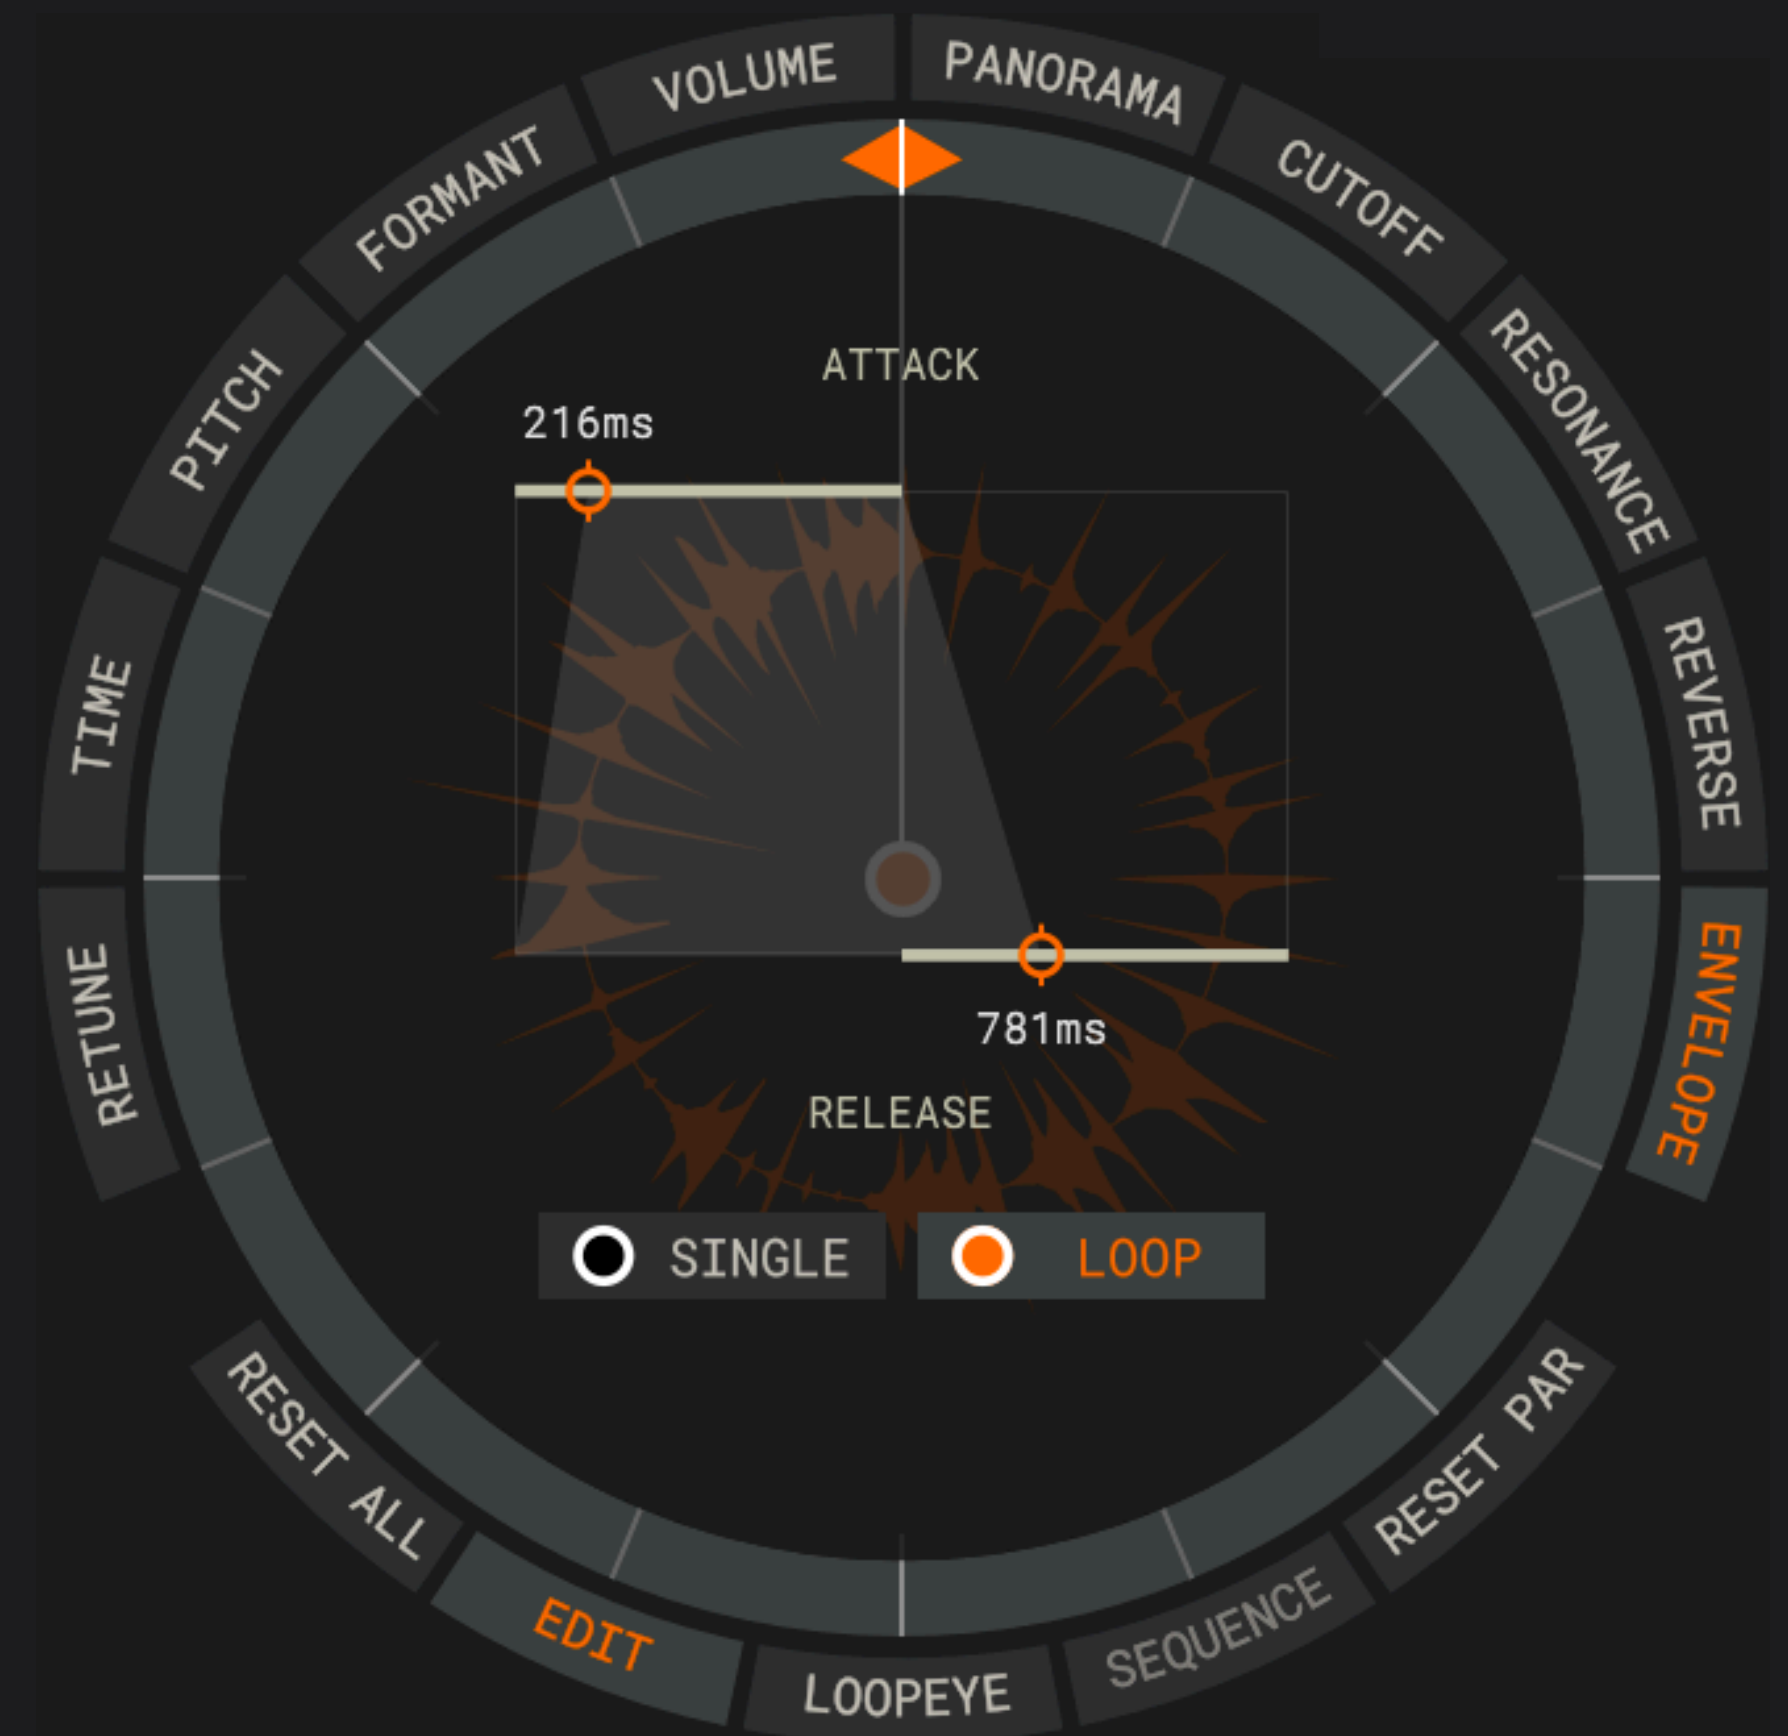 VOLUME
PANORAMA
FORMANT
CUTOFF
PITCH
RESONANCE
TIME
REVERSE
RETUNE
ENVELOPE
ATTACK
216ms
781ms
RELEASE
SINGLE
LOOP
RESET ALL
RESET PAR
EDIT
SEQUENCE
LOOPEYE